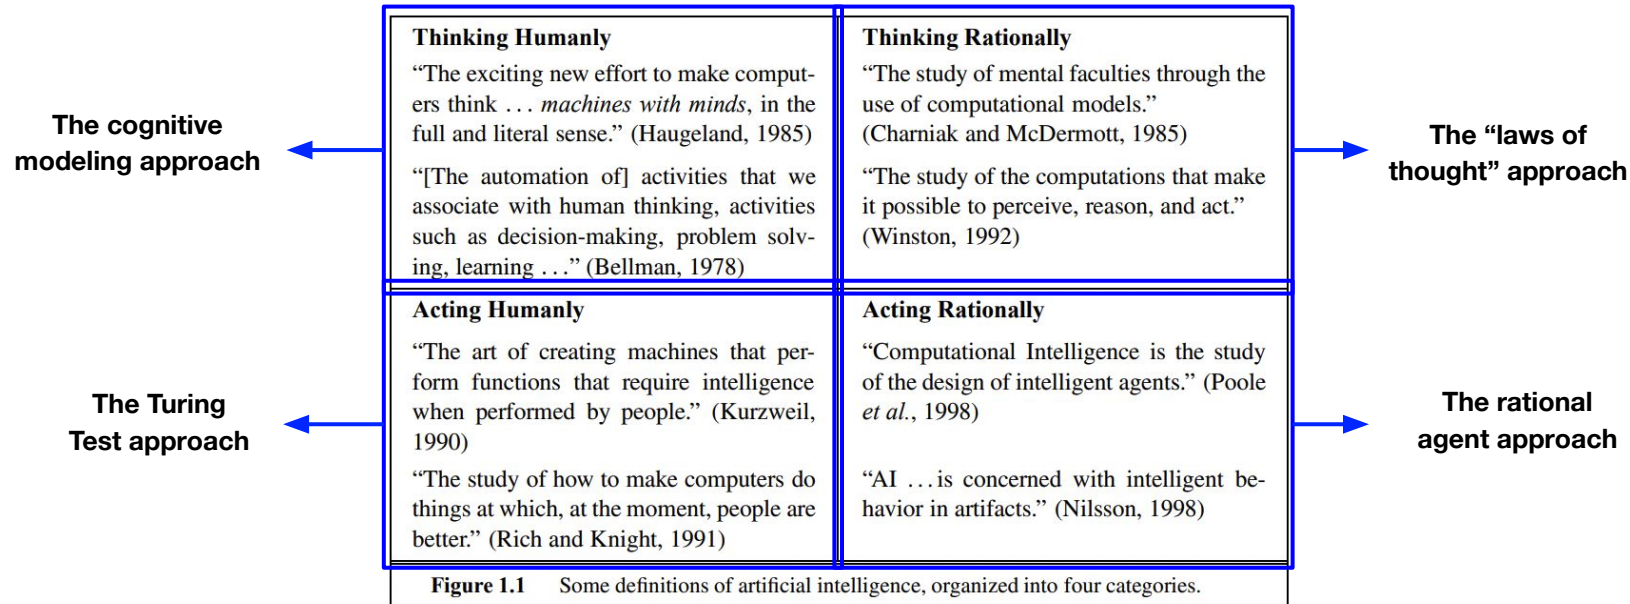 The cognitive
modeling approach
Thinking Humanly
“The exciting new effort to make comput-
ers think ... machines with minds, in the
full and literal sense.” (Haugeland, 1985)
“[The automation of] activities that we
associate with human thinking, activities
such as decision-making, problem solv-
ing, learning ...” (Bellman, 1978)
Thinking Rationally
“The study of mental faculties through the
use of computational models.”
(Charniak and McDermott, 1985)
“The study of the computations that make
it possible to perceive, reason, and act.”
(Winston, 1992)
The “laws of
thought” approach
The Turing
Test approach
Acting Humanly
“The art of creating machines that per-
form functions that require intelligence
when performed by people.” (Kurzweil,
1990)
“The study of how to make computers do
things at which, at the moment, people are
better.” (Rich and Knight, 1991)
Acting Rationally
“Computational Intelligence is the study
of the design of intelligent agents.” (Poole
et al., 1998)
“AI ...is concerned with intelligent be-
havior in artifacts.” (Nilsson, 1998)
The rational
agent approach
Figure 1.1 Some definitions of artificial intelligence, organized into four categories.